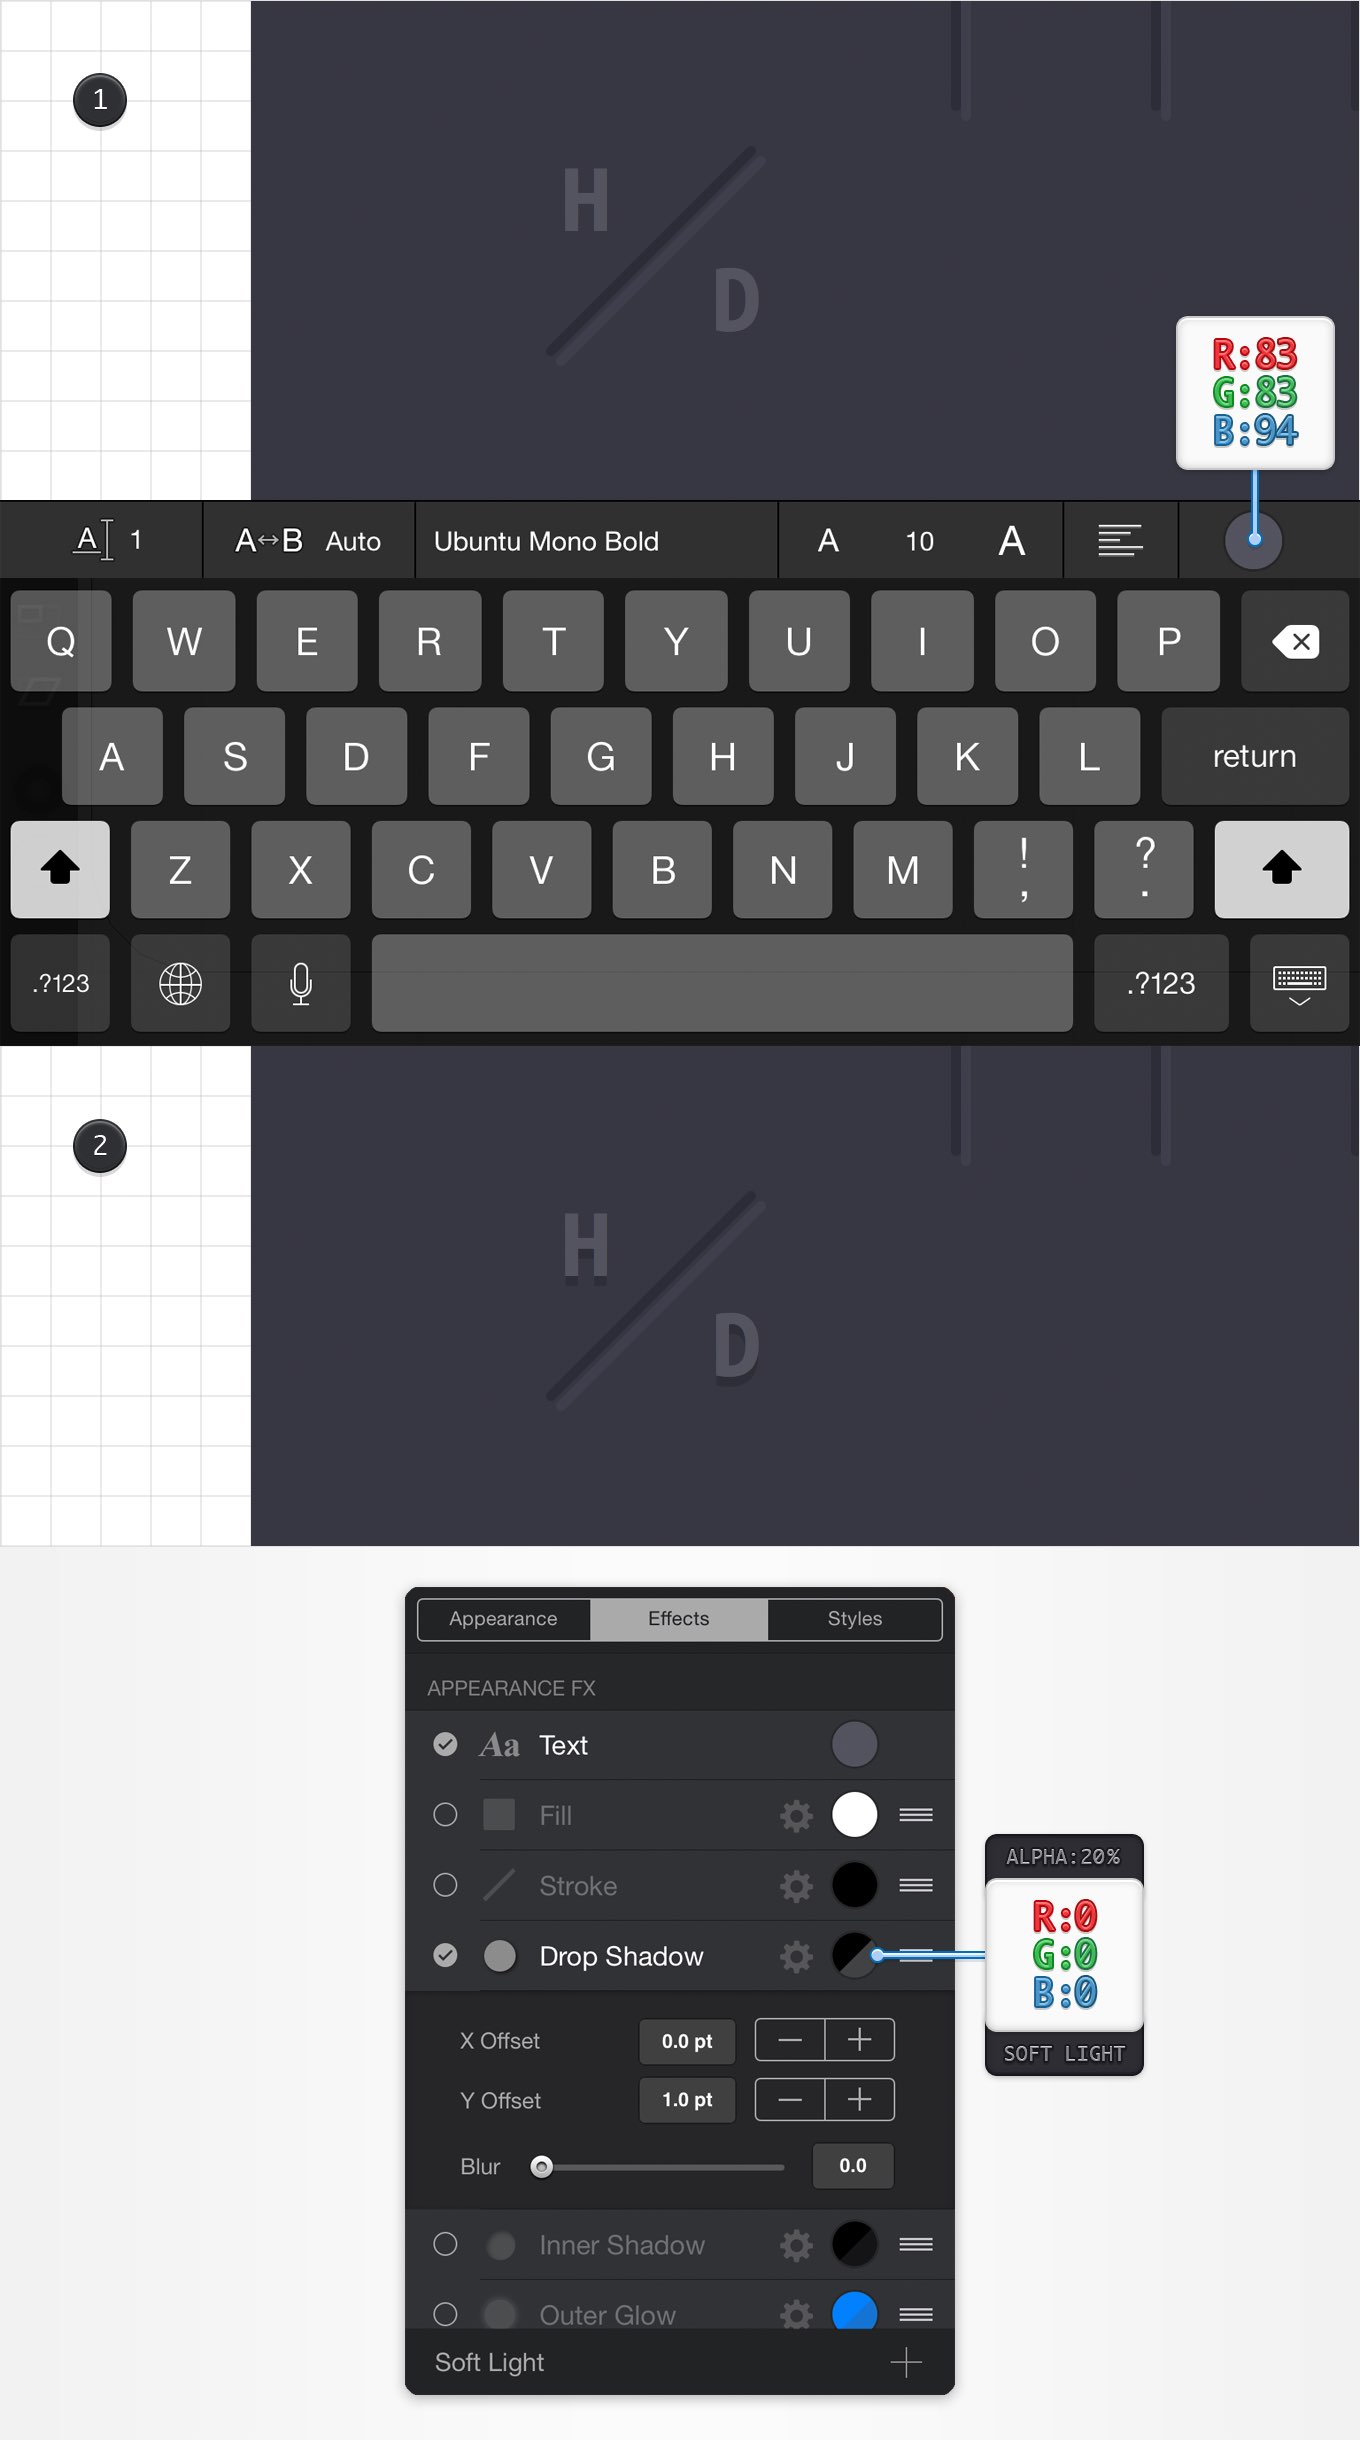 1
H
D
R:83
G:83
B:94
A 1
A↔B Auto
Ubuntu Mono Bold
A 10 A
Q W E R T Y U I O P
A S D F G H J K L return
Z X C V B N M ! , ? .
.?123 .?123
2
H
D
Appearance Effects Styles
APPEARANCE FX
Aa Text
Fill
Stroke
ALPHA:20%
R:0
G:0
B:0
SOFT LIGHT
Drop Shadow
X Offset 0.0 pt − +
Y Offset 1.0 pt − +
Blur 0.0
Inner Shadow
Outer Glow
Soft Light +